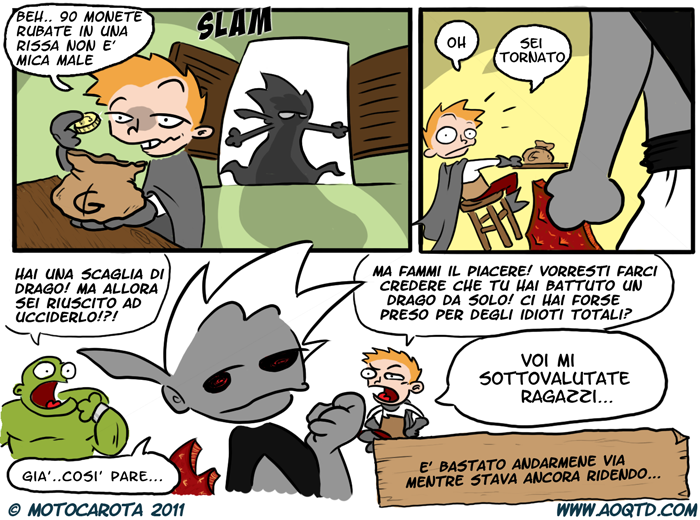 BEH.. 90 MONETE
RUBATE IN UNA
RISSA NON E'
MICA MALE
SLAM
G
OH
SEI
TORNATO
G
HAI UNA SCAGLIA DI
DRAGO! MA ALLORA
SEI RIUSCITO AD
UCCIDERLO!?!
GIA'..COSI' PARE...
MA FAMMI IL PIACERE! VORRESTI FARCI
CREDERE CHE TU HAI BATTUTO UN
DRAGO DA SOLO! CI HAI FORSE
PRESO PER DEGLI IDIOTI TOTALI?
VOI MI
SOTTOVALUTATE
RAGAZZI...
E' BASTATO ANDARMENE VIA
MENTRE STAVA ANCORA RIDENDO...
© MOTOCAROTA 2011
WWW.AOQTD.COM